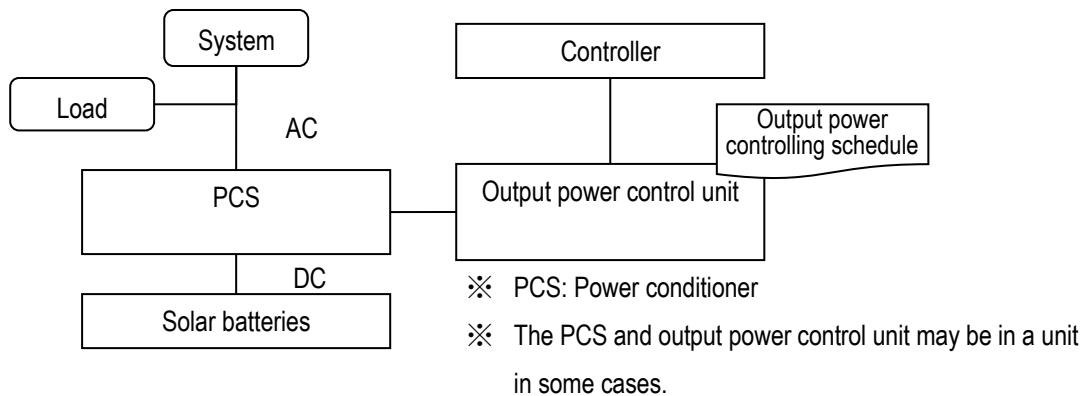 System
Controller
Load
Output power
controlling schedule
AC
PCS
Output power control unit
DC
Solar batteries
※ PCS: Power conditioner
※ The PCS and output power control unit may be in a unit
in some cases.